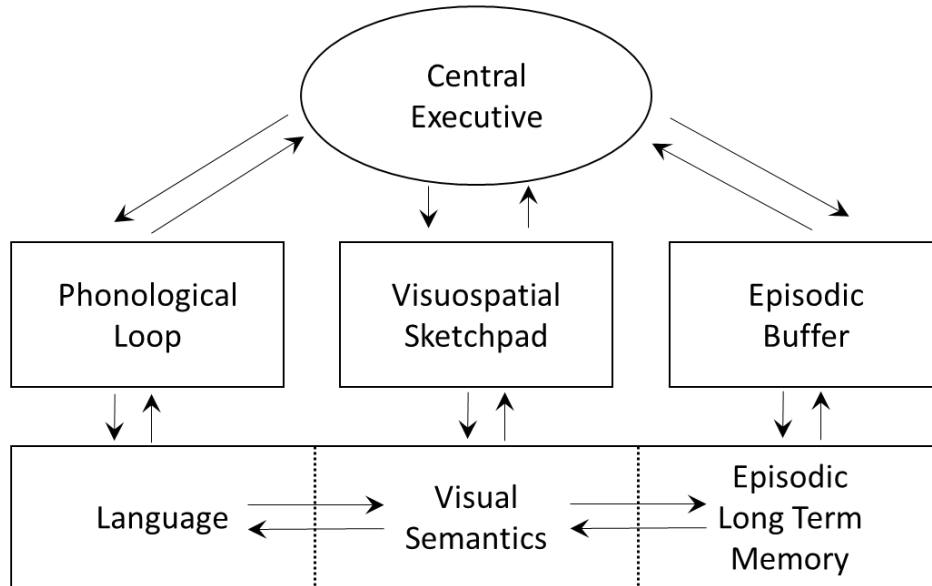 Central
Executive
Phonological
Loop
Visuospatial
Sketchpad
Episodic
Buffer
Language
Visual
Semantics
Episodic
Long Term
Memory